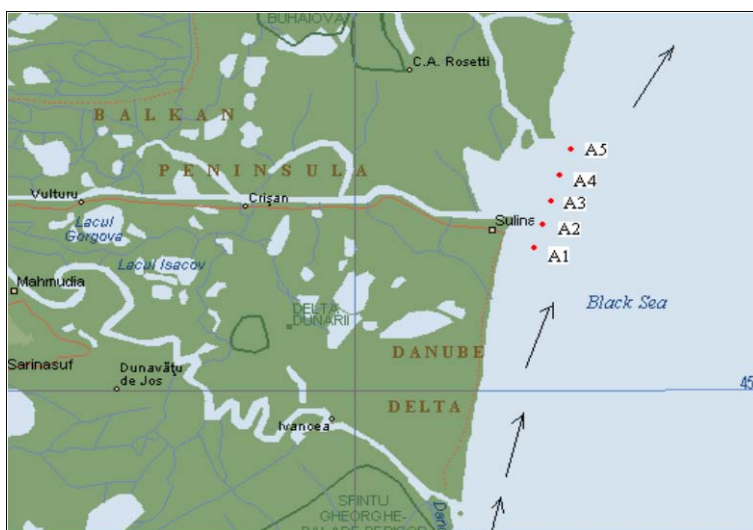 BUHAIOVA
C.A. Rosetti
BALKAN
PENINSULA
A5
A4
A3
A2
A1
Vulturu
Crişan
Sulina
Lacul
Gorgova
Lacul Isacov
Mahmudia
DELTA
DUNARII
Black Sea
Sarinasuf
Dunavăţu
de Jos
DANUBE
DELTA
45
Ivancea
SFINTU
GHEORGHE-